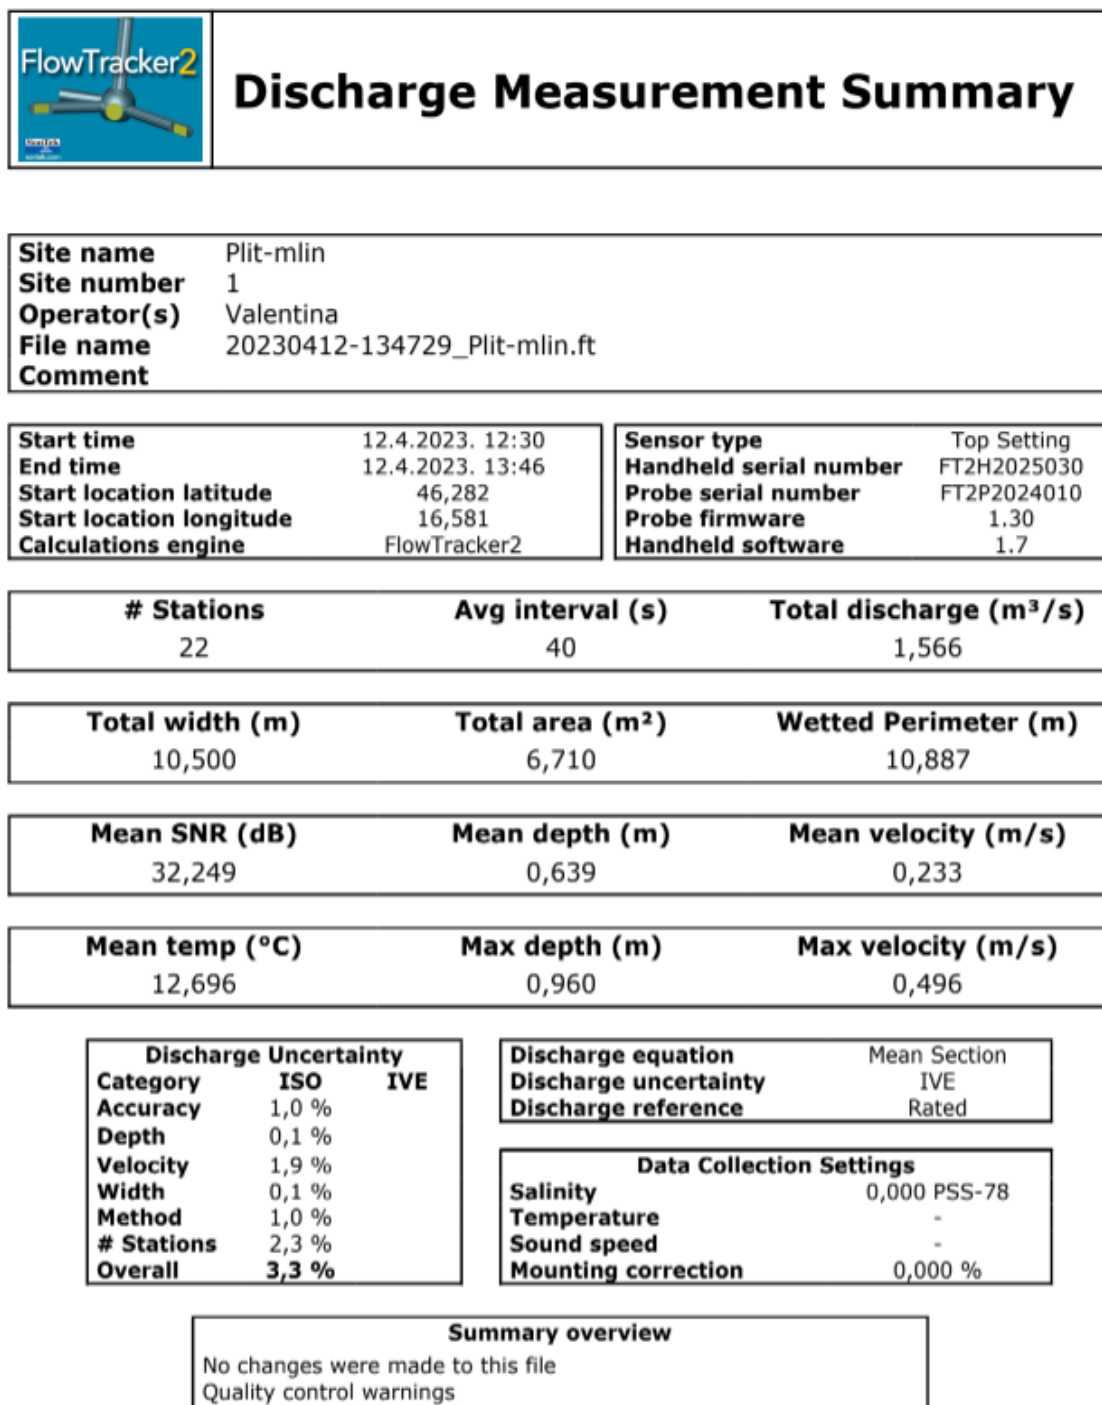 FlowTracker2
SonTek
sontek.com
Discharge Measurement Summary
Site name Plit-mlin
Site number 1
Operator(s) Valentina
File name 20230412-134729_Plit-mlin.ft
Comment
Start time 12.4.2023. 12:30
End time 12.4.2023. 13:46
Start location latitude 46,282
Start location longitude 16,581
Calculations engine FlowTracker2
Sensor type Top Setting
Handheld serial number FT2H2025030
Probe serial number FT2P2024010
Probe firmware 1.30
Handheld software 1.7
# Stations Avg interval (s) Total discharge (m³/s)
22 40 1,566
Total width (m) Total area (m²) Wetted Perimeter (m)
10,500 6,710 10,887
Mean SNR (dB) Mean depth (m) Mean velocity (m/s)
32,249 0,639 0,233
Mean temp (°C) Max depth (m) Max velocity (m/s)
12,696 0,960 0,496
Discharge Uncertainty
Category ISO IVE
Accuracy 1,0 %
Depth 0,1 %
Velocity 1,9 %
Width 0,1 %
Method 1,0 %
# Stations 2,3 %
Overall 3,3 %
Discharge equation Mean Section
Discharge uncertainty IVE
Discharge reference Rated
Data Collection Settings
Salinity 0,000 PSS-78
Temperature -
Sound speed -
Mounting correction 0,000 %
Summary overview
No changes were made to this file
Quality control warnings